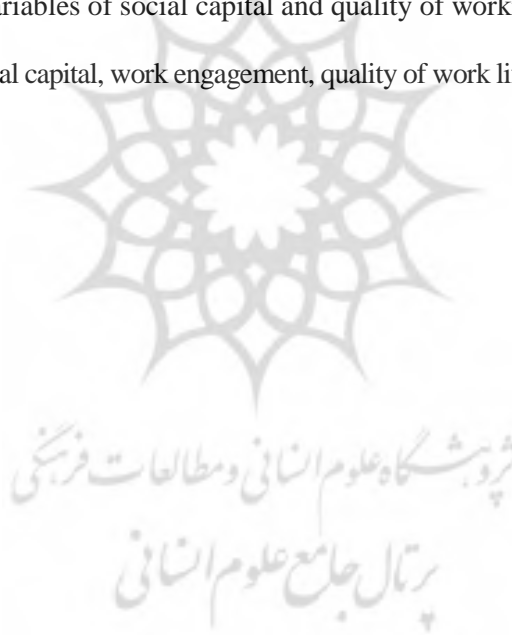 ariables of social capital and quality of work
al capital, work engagement, quality of work li
پژوهشگاه علوم انسانی و مطالعات فرهنگی
پرتال جامع علوم انسانی